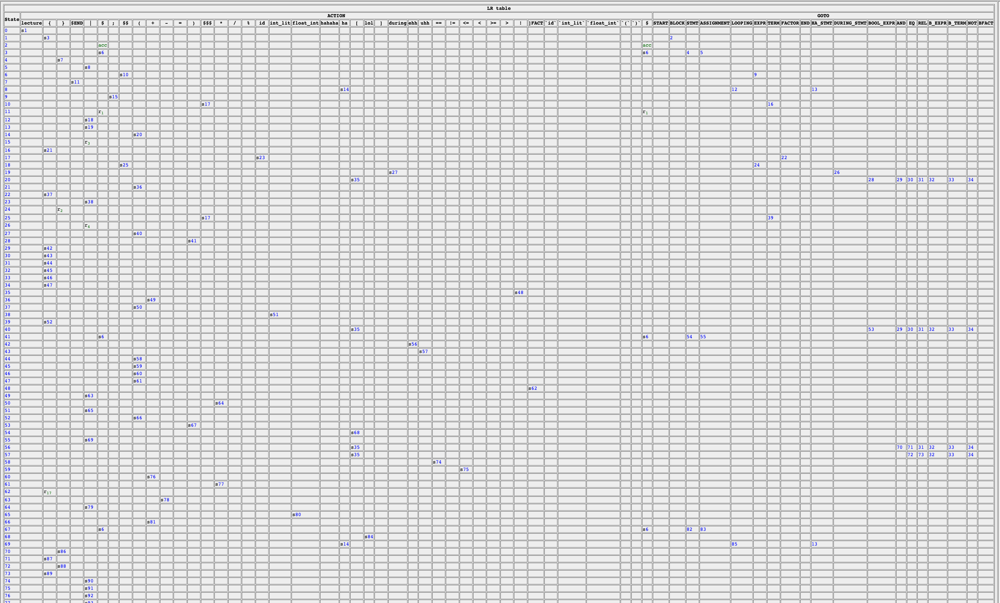 LR table
State ACTION GOTO
lecture { } $END | $ ; $$ ( + - = ) $$$ * / % id int_lit float_int hahaha ha [ lol ] during ehh uhh == != <= < >= > ! ]FACT `id` `int_lit` `float_int` `(` `)` $ START BLOCK STMT ASSIGNMENT LOOPING EXPR TERM FACTOR END HA_STMT DURING_STMT BOOL_EXPR AND EQ REL B_EXPR B_TERM NOT BFACT
0 s1
1 s3 2
2 acc acc
3 s6 s6 4 5
4 s7
5 s8
6 s10 9
7 s11
8 s14 12 13
9 s15
10 s17 16
11 r1 r1
12 s18
13 s19
14 s20
15 r3
16 s21
17 s23 22
18 s25 24
19 s27 26
20 s35 28 29 30 31 32 33 34
21 s36
22 s37
23 s38
24 r2
25 s17 39
26 r4
27 s40
28 s41
29 s42
30 s43
31 s44
32 s45
33 s46
34 s47
35 s48
36 s49
37 s50
38 s51
39 s52
40 s35 53 29 30 31 32 33 34
41 s6 s6 54 55
42 s56
43 s57
44 s58
45 s59
46 s60
47 s61
48 s62
49 s63
50 s64
51 s65
52 s66
53 s67
54 s68
55 s69
56 s35 70 71 31 32 33 34
57 s35 72 73 32 33 34
58 s74
59 s75
60 s76
61 s77
62 r17
63 s78
64 s79
65 s80
66 s81
67 s6 s6 82 83
68 s84
69 s14 85 13
70 s86
71 s87
72 s88
73 s89
74 s90
75 s91
76 s92
77 s93